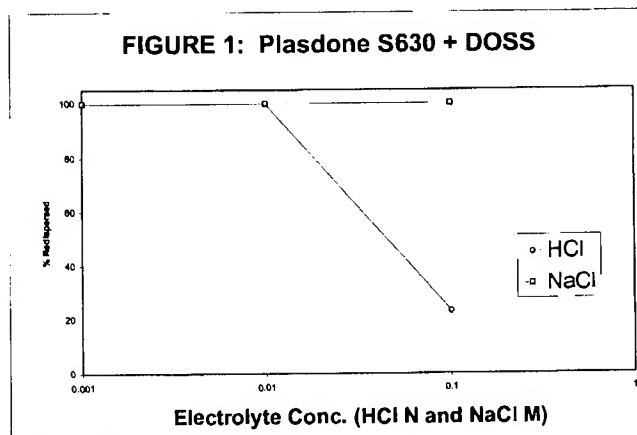 FIGURE 1: Plasdone S630 + DOSS
100
80
60
40
20
0
% Redispersed
0.001
0.01
0.1
1
HCl
NaCl
Electrolyte Conc. (HCl N and NaCl M)